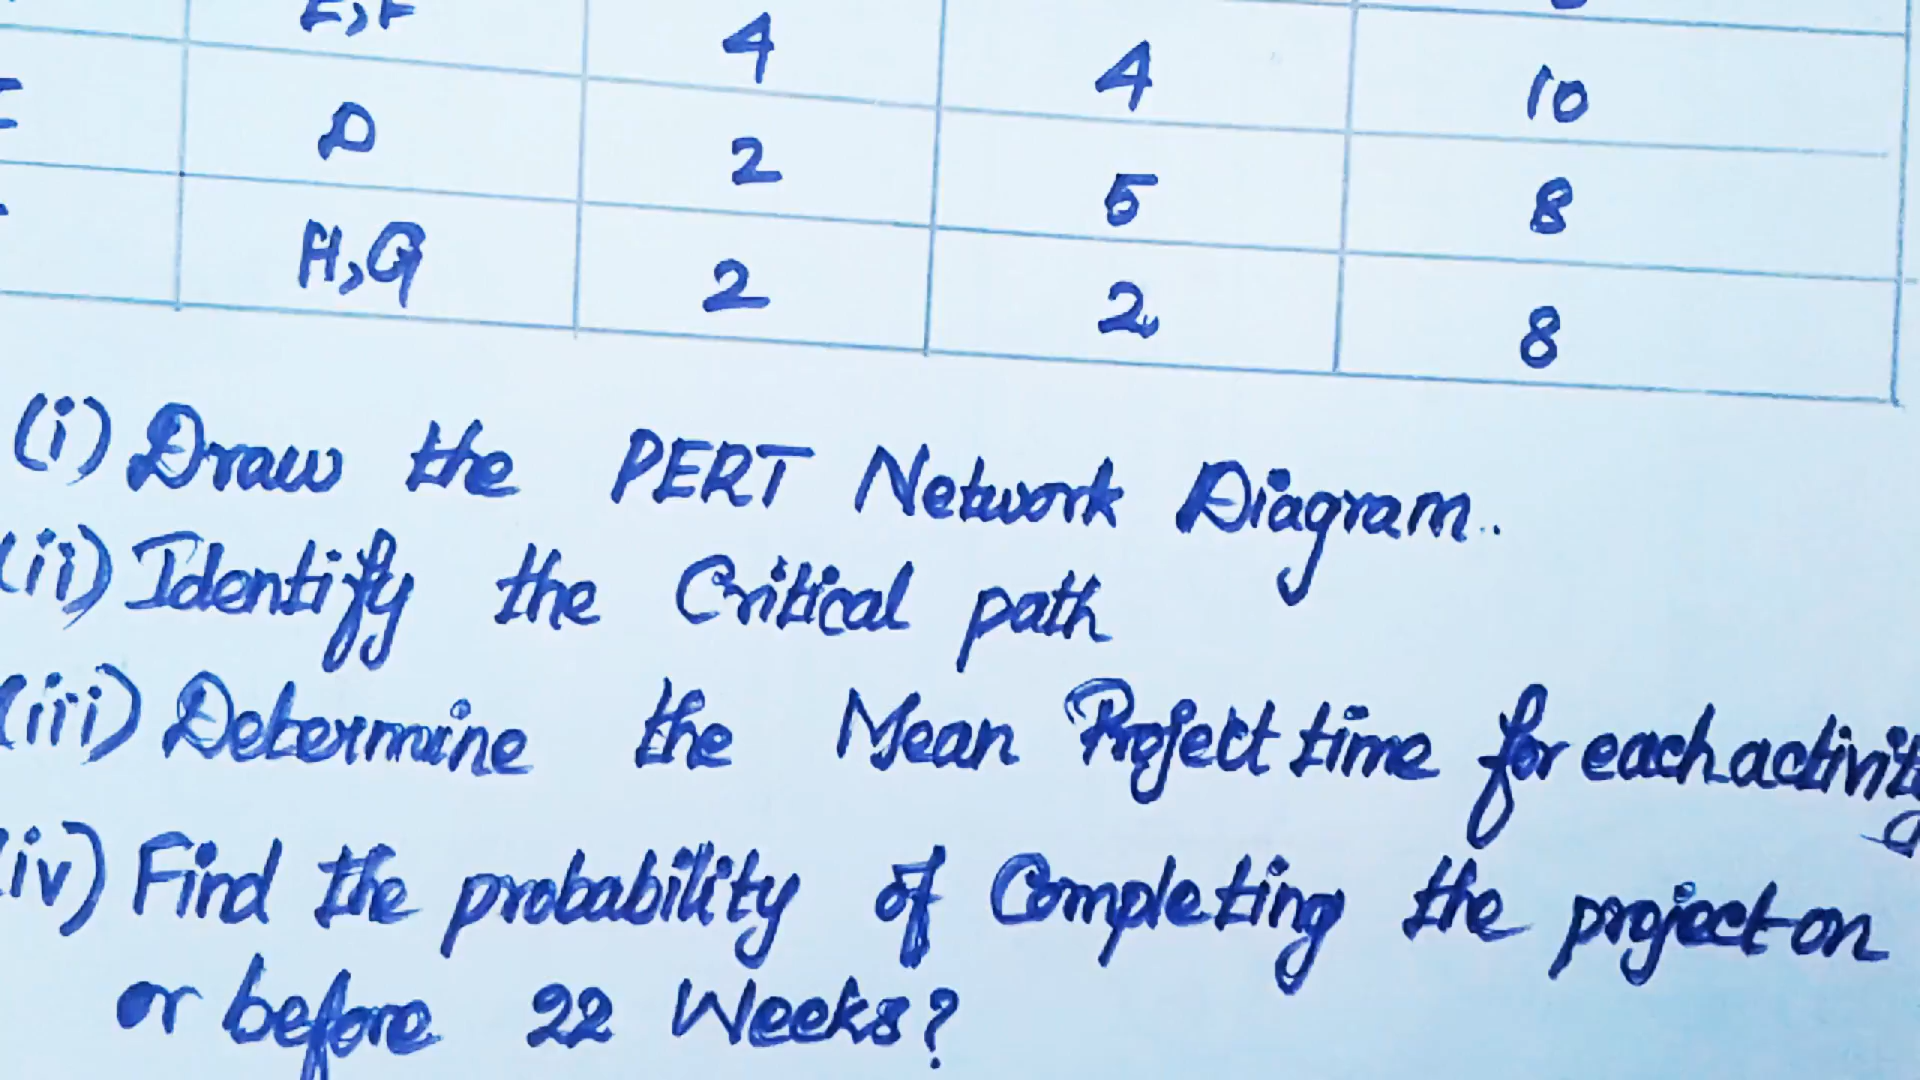 E,F 4 4 10
D 2 5 8
H,G 2 2 8
(i) Draw the PERT Network Diagram..
(ii) Identify the Critical path
(iii) Determine the Mean Project time for each activity
(iv) Find the probability of Completing the project on
or before 22 Weeks?